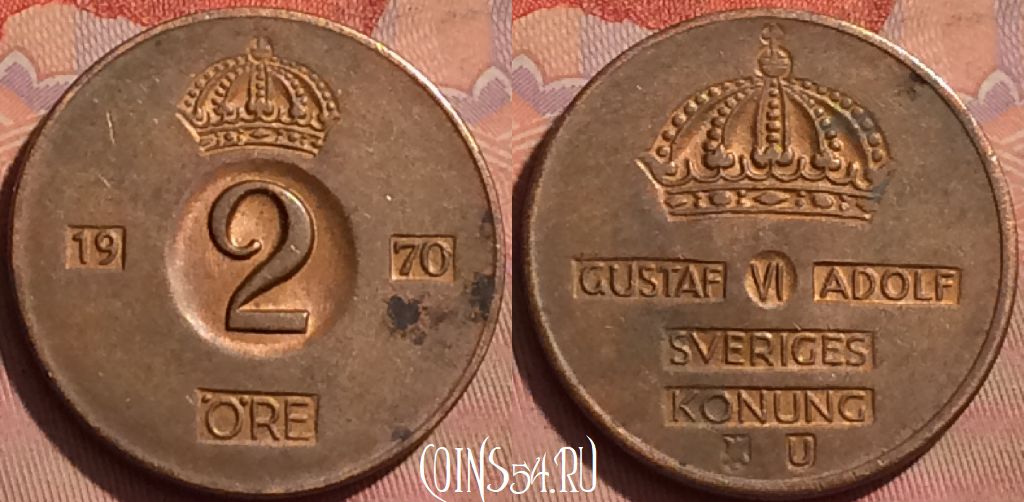 19 2 70
ÖRE
GUSTAF VI ADOLF
SVERIGES
KONUNG
U
COINS54.RU